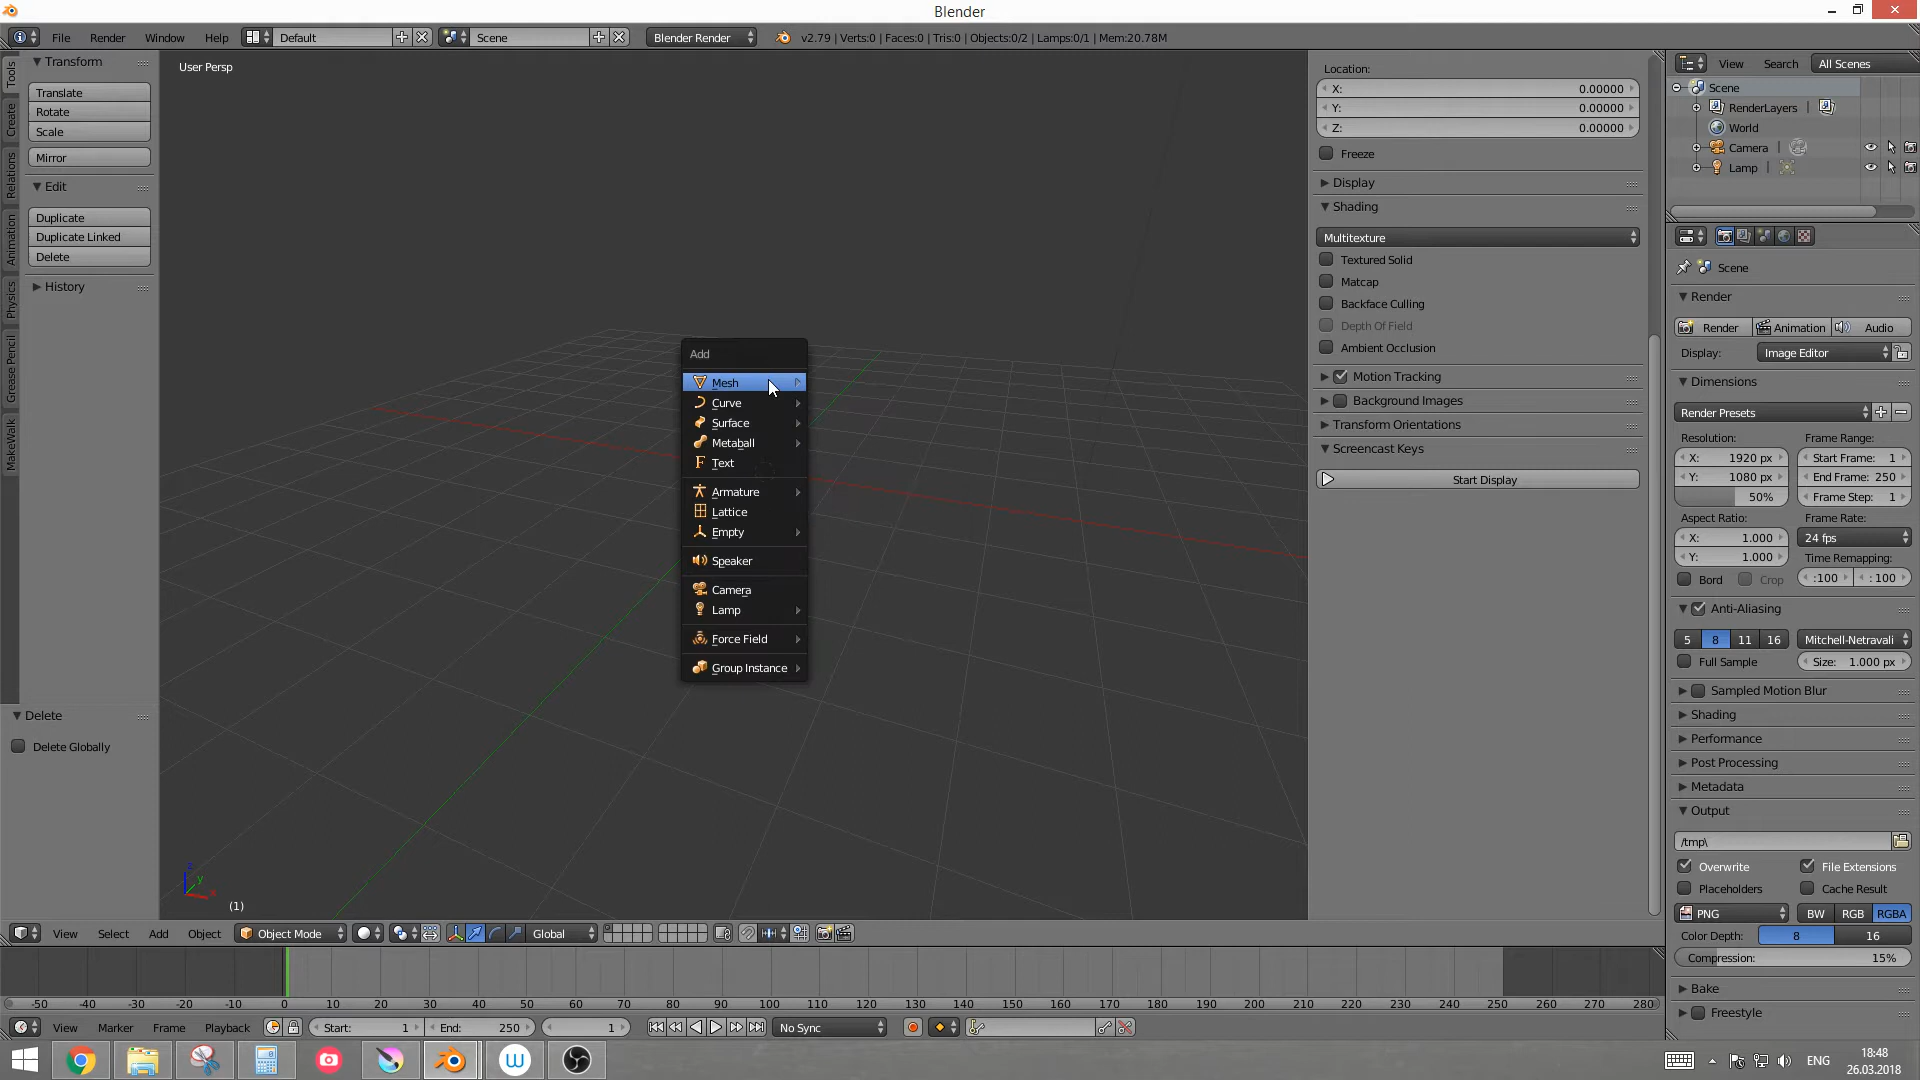 Blender
File Render Window Help Default Scene Blender Render v2.79 | Verts:0 | Faces:0 | Tris:0 | Objects:0/2 | Lamps:0/1 | Mem:20.78M
Tools
Create
Relations
Animation
Physics
Grease Pencil
MakeWalk
Transform
Translate
Rotate
Scale
Mirror
Edit
Duplicate
Duplicate Linked
Delete
History
Delete
Delete Globally
User Persp
Add
Mesh
Curve
Surface
Metaball
Text
Armature
Lattice
Empty
Speaker
Camera
Lamp
Force Field
Group Instance
z
y
x
(1)
View Select Add Object Object Mode Global
Location:
X: 0.00000
Y: 0.00000
Z: 0.00000
Freeze
Display
Shading
Multitexture
Textured Solid
Matcap
Backface Culling
Depth Of Field
Ambient Occlusion
Motion Tracking
Background Images
Transform Orientations
Screencast Keys
Start Display
View Search All Scenes
Scene
RenderLayers |
World
Camera |
Lamp |
Scene
Render
Render Animation Audio
Display: Image Editor
Dimensions
Render Presets
Resolution: Frame Range:
X: 1920 px Start Frame: 1
Y: 1080 px End Frame: 250
50% Frame Step: 1
Aspect Ratio: Frame Rate:
X: 1.000 24 fps
Y: 1.000 Time Remapping:
Bord Crop :100 : 100
Anti-Aliasing
5 8 11 16 Mitchell-Netravali
Full Sample Size: 1.000 px
Sampled Motion Blur
Shading
Performance
Post Processing
Metadata
Output
/tmp\
Overwrite File Extensions
Placeholders Cache Result
PNG BW RGB RGBA
Color Depth: 8 16
Compression: 15%
Bake
Freestyle
-50 -40 -30 -20 -10 0 10 20 30 40 50 60 70 80 90 100 110 120 130 140 150 160 170 180 190 200 210 220 230 240 250 260 270 280
View Marker Frame Playback Start: 1 End: 250 1 No Sync
ENG
18:48
26.03.2018